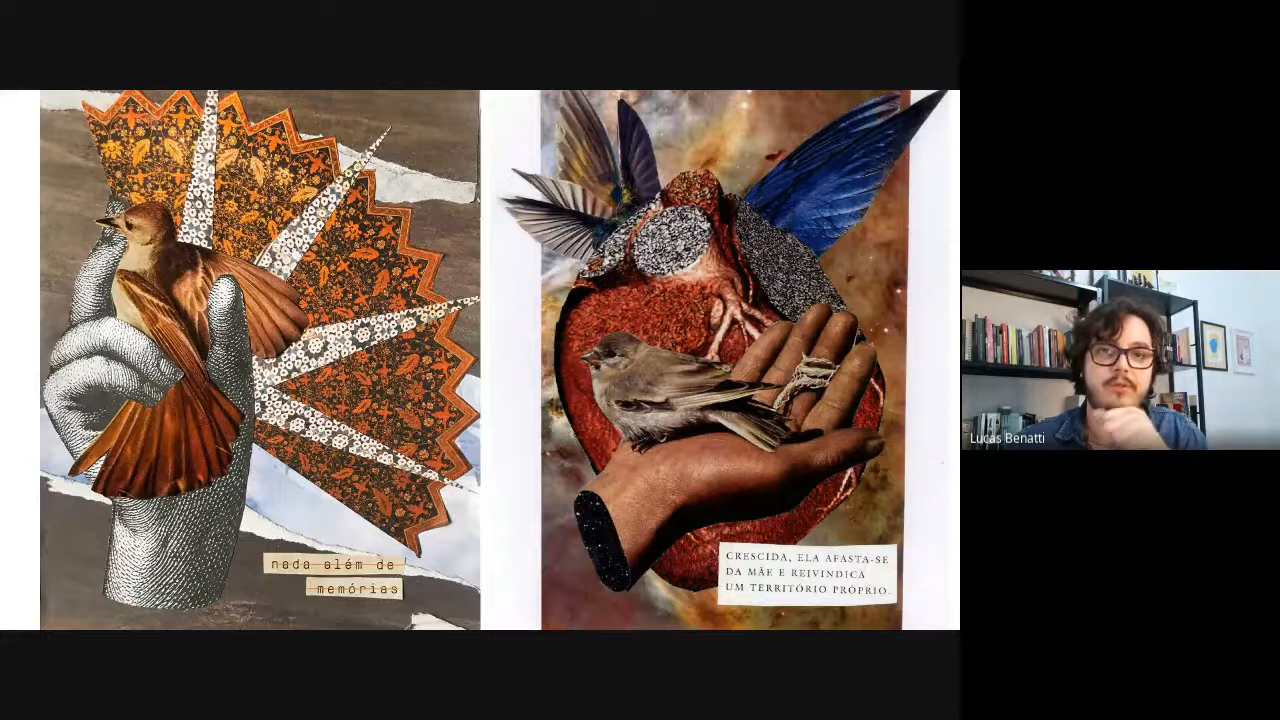 nada além de
memórias
CRESCIDA, ELA AFASTA-SE
DA MÃE E REIVINDICA
UM TERRITÓRIO PRÓPRIO.
Lucas Benatti